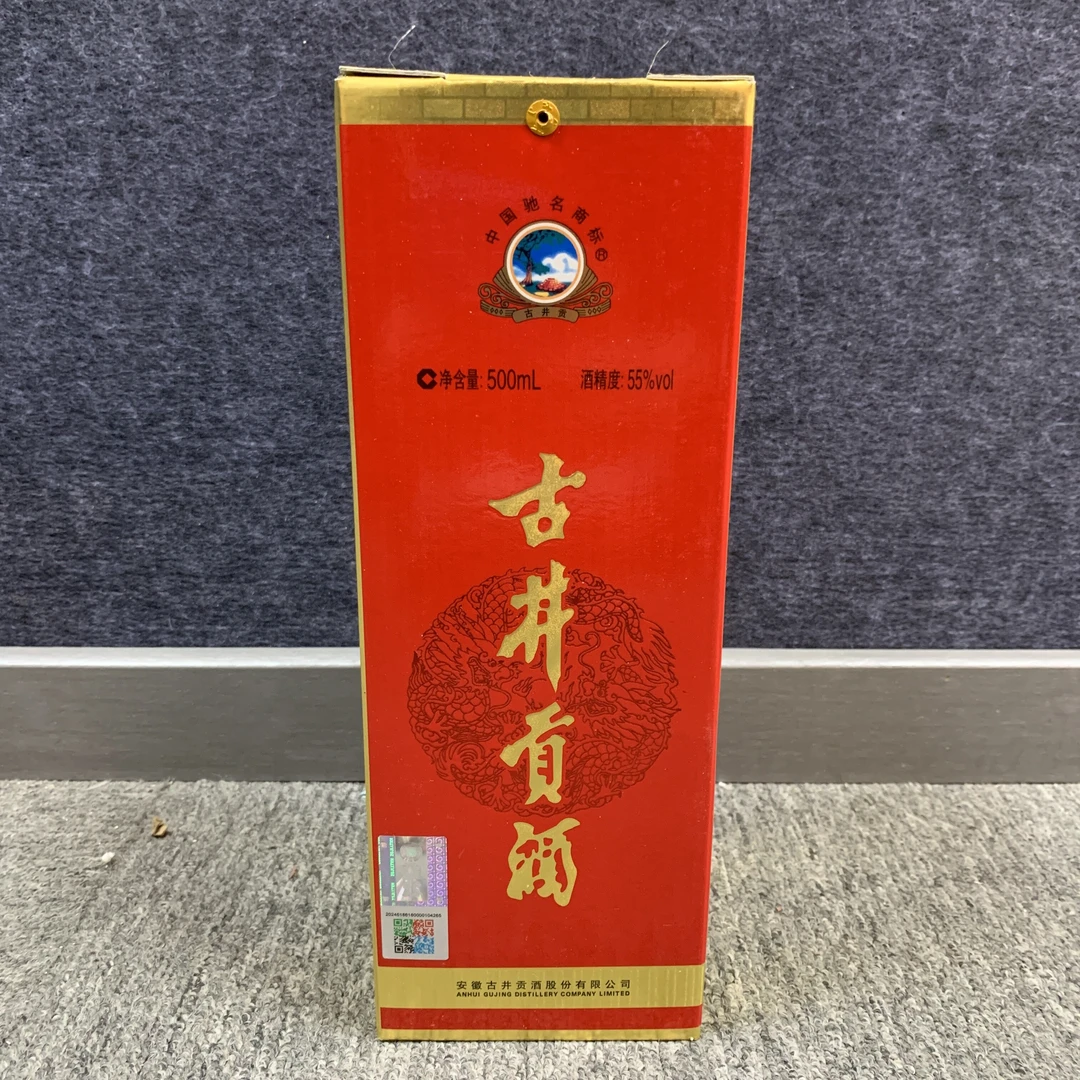 中国驰名商标
古井贡
净含量: 500mL 酒精度: 55%vol
古井贡酒
安徽古井贡酒股份有限公司
ANHUI GUJING DISTILLERY COMPANY LIMITED